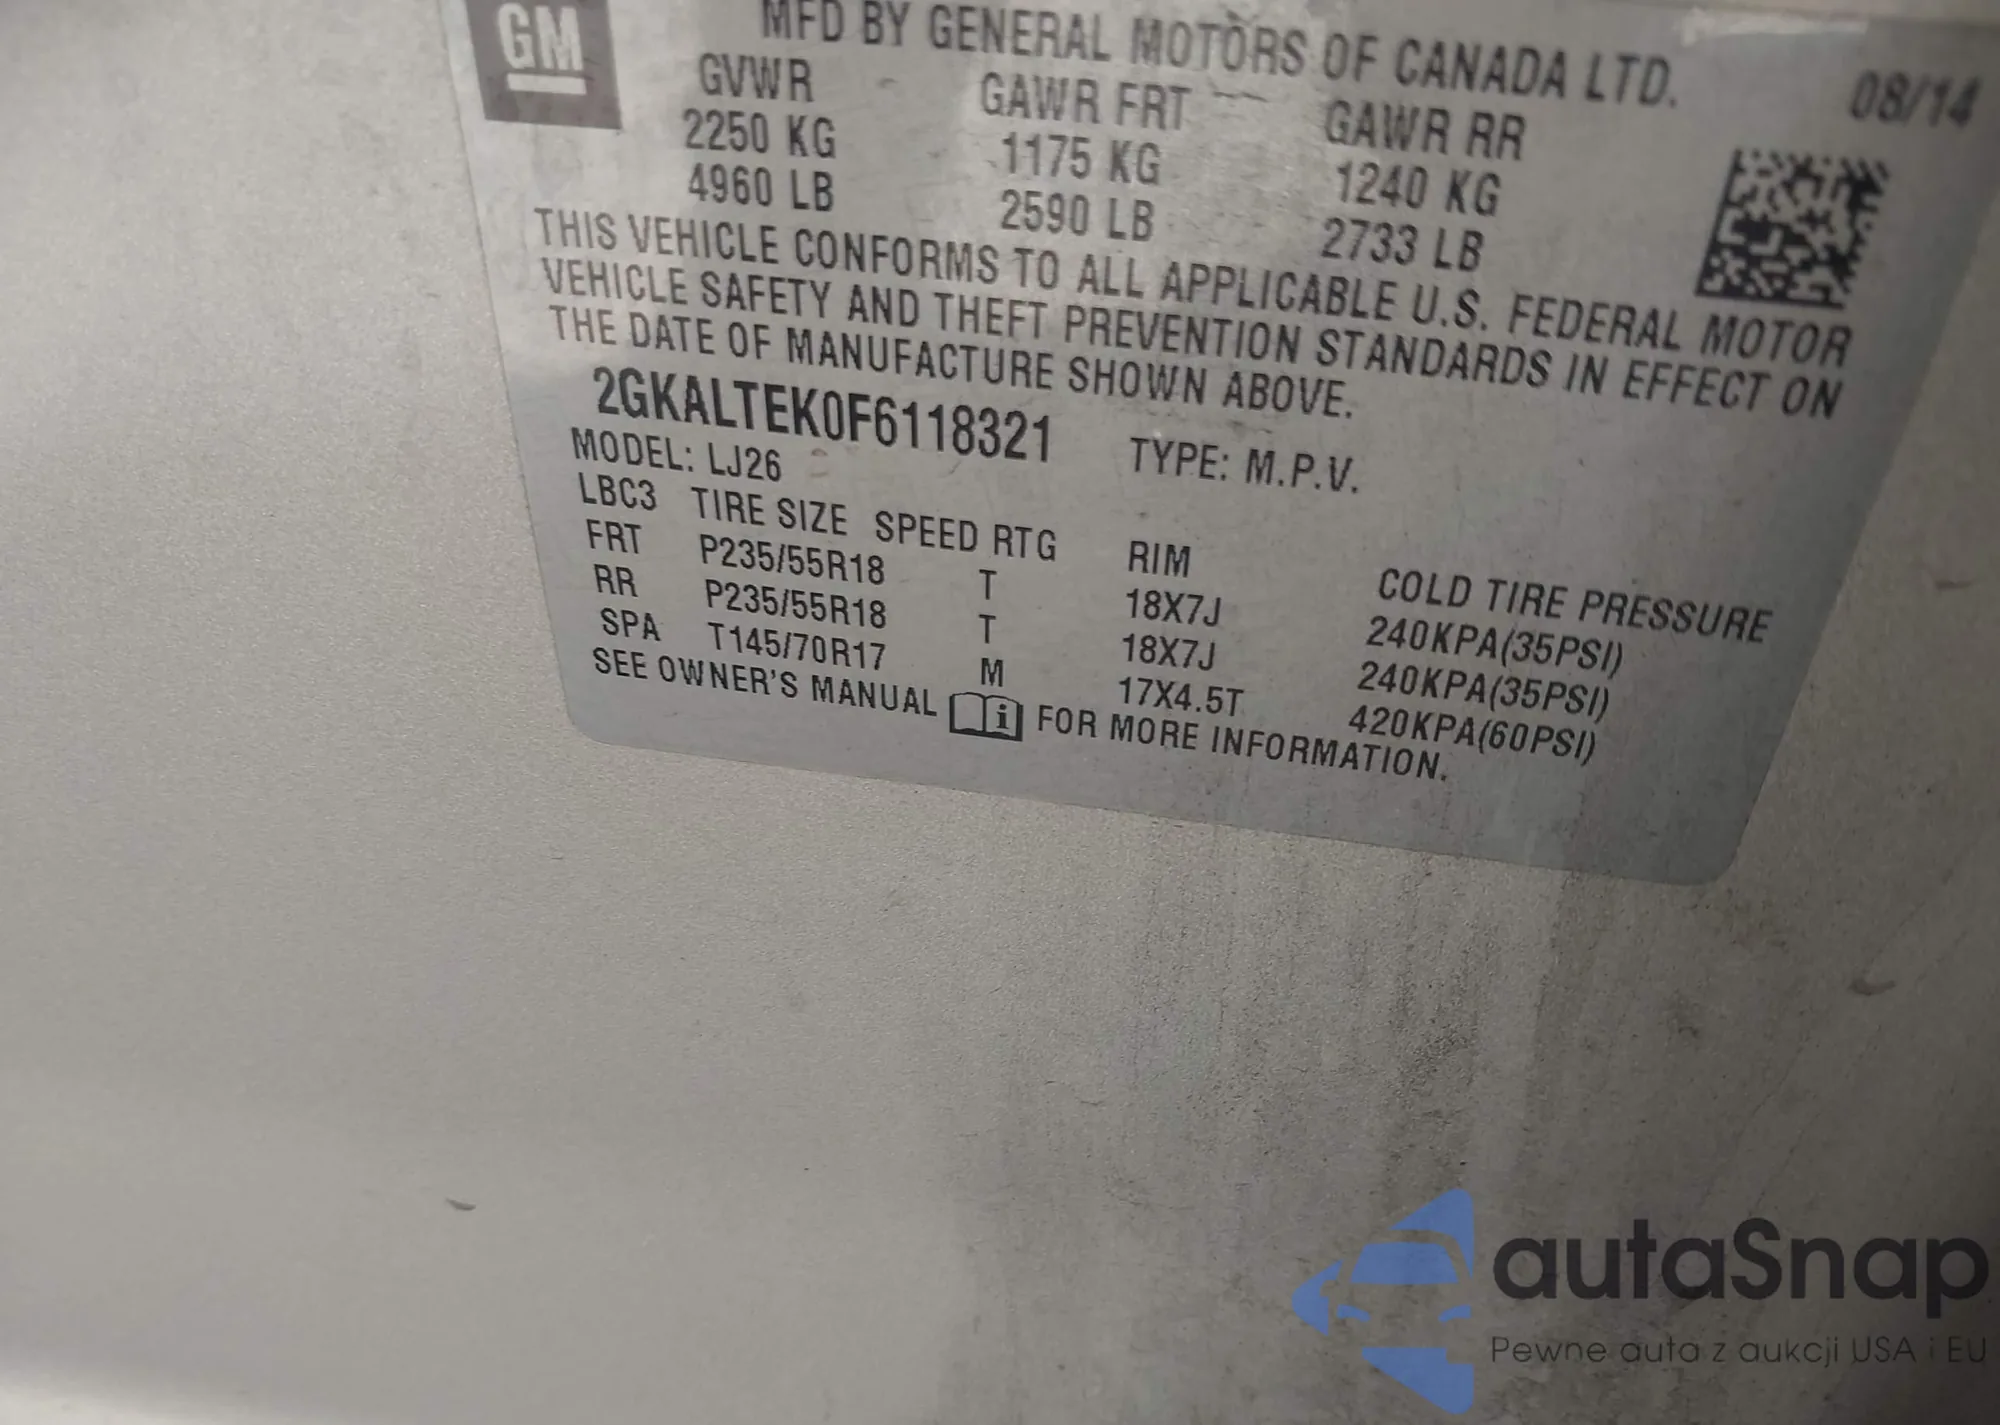 GM
MFD BY GENERAL MOTORS OF CANADA LTD.
08/14
GVWR GAWR FRT GAWR RR
2250 KG 1175 KG 1240 KG
4960 LB 2590 LB 2733 LB
THIS VEHICLE CONFORMS TO ALL APPLICABLE U.S. FEDERAL MOTOR
VEHICLE SAFETY AND THEFT PREVENTION STANDARDS IN EFFECT ON
THE DATE OF MANUFACTURE SHOWN ABOVE.
2GKALTEK0F6118321 TYPE: M.P.V.
MODEL: LJ26
LBC3 TIRE SIZE SPEED RTG RIM COLD TIRE PRESSURE
FRT P235/55R18 T 18X7J 240KPA(35PSI)
RR P235/55R18 T 18X7J 240KPA(35PSI)
SPA T145/70R17 M 17X4.5T 420KPA(60PSI)
SEE OWNER'S MANUAL i FOR MORE INFORMATION.
autaSnap
Pewne auta z aukcji USA i EU